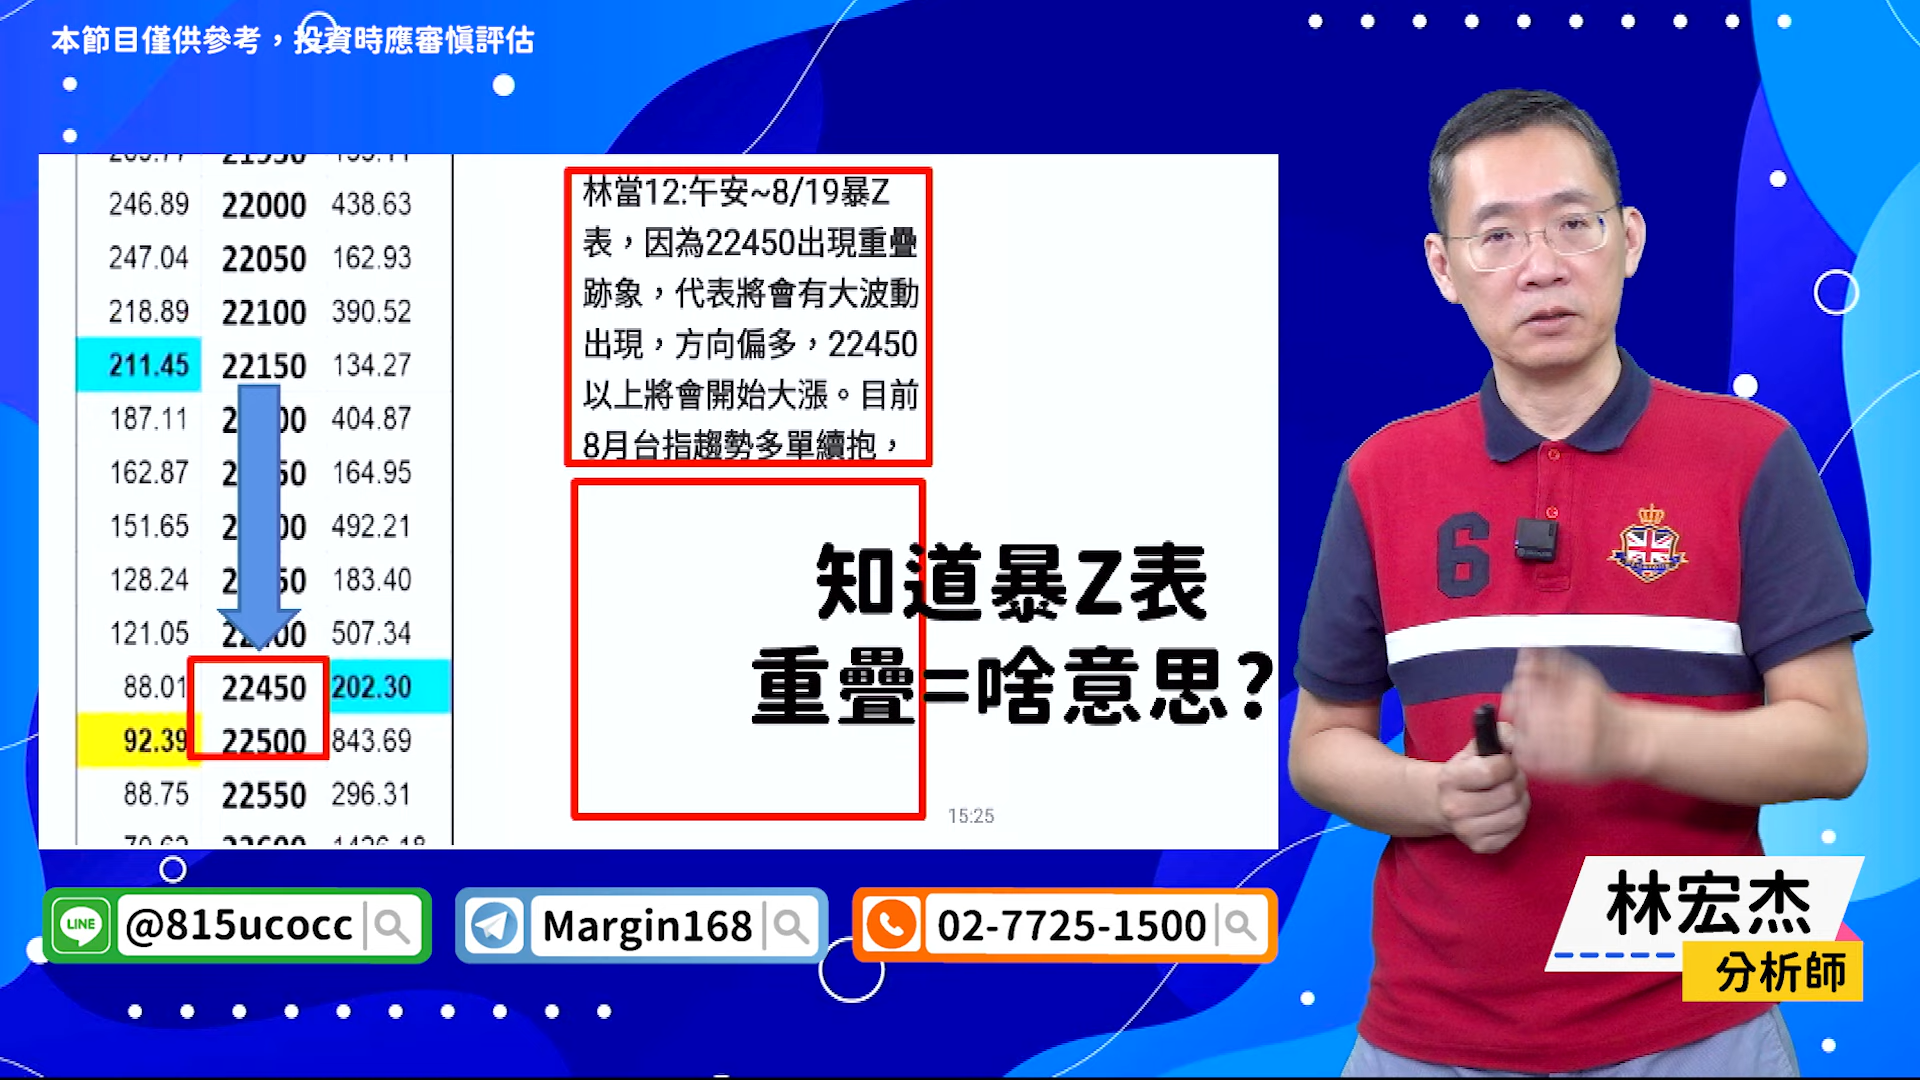 本節目僅供參考，投資時應審慎評估
246.89 22000 438.63
247.04 22050 162.93
218.89 22100 390.52
211.45 22150 134.27
187.11 404.87
162.87 164.95
151.65 492.21
128.24 183.40
121.05 507.34
88.01 22450 202.30
92.39 22500 843.69
88.75 22550 296.31
林當12:午安~8/19暴Z
表，因為22450出現重疊
跡象，代表將會有大波動
出現，方向偏多，22450
以上將會開始大漲。目前
8月台指趨勢多單續抱，
知道暴Z表
重疊=啥意思?
15:25
LINE @815ucocc
Margin168
02-7725-1500
6
林宏杰
分析師